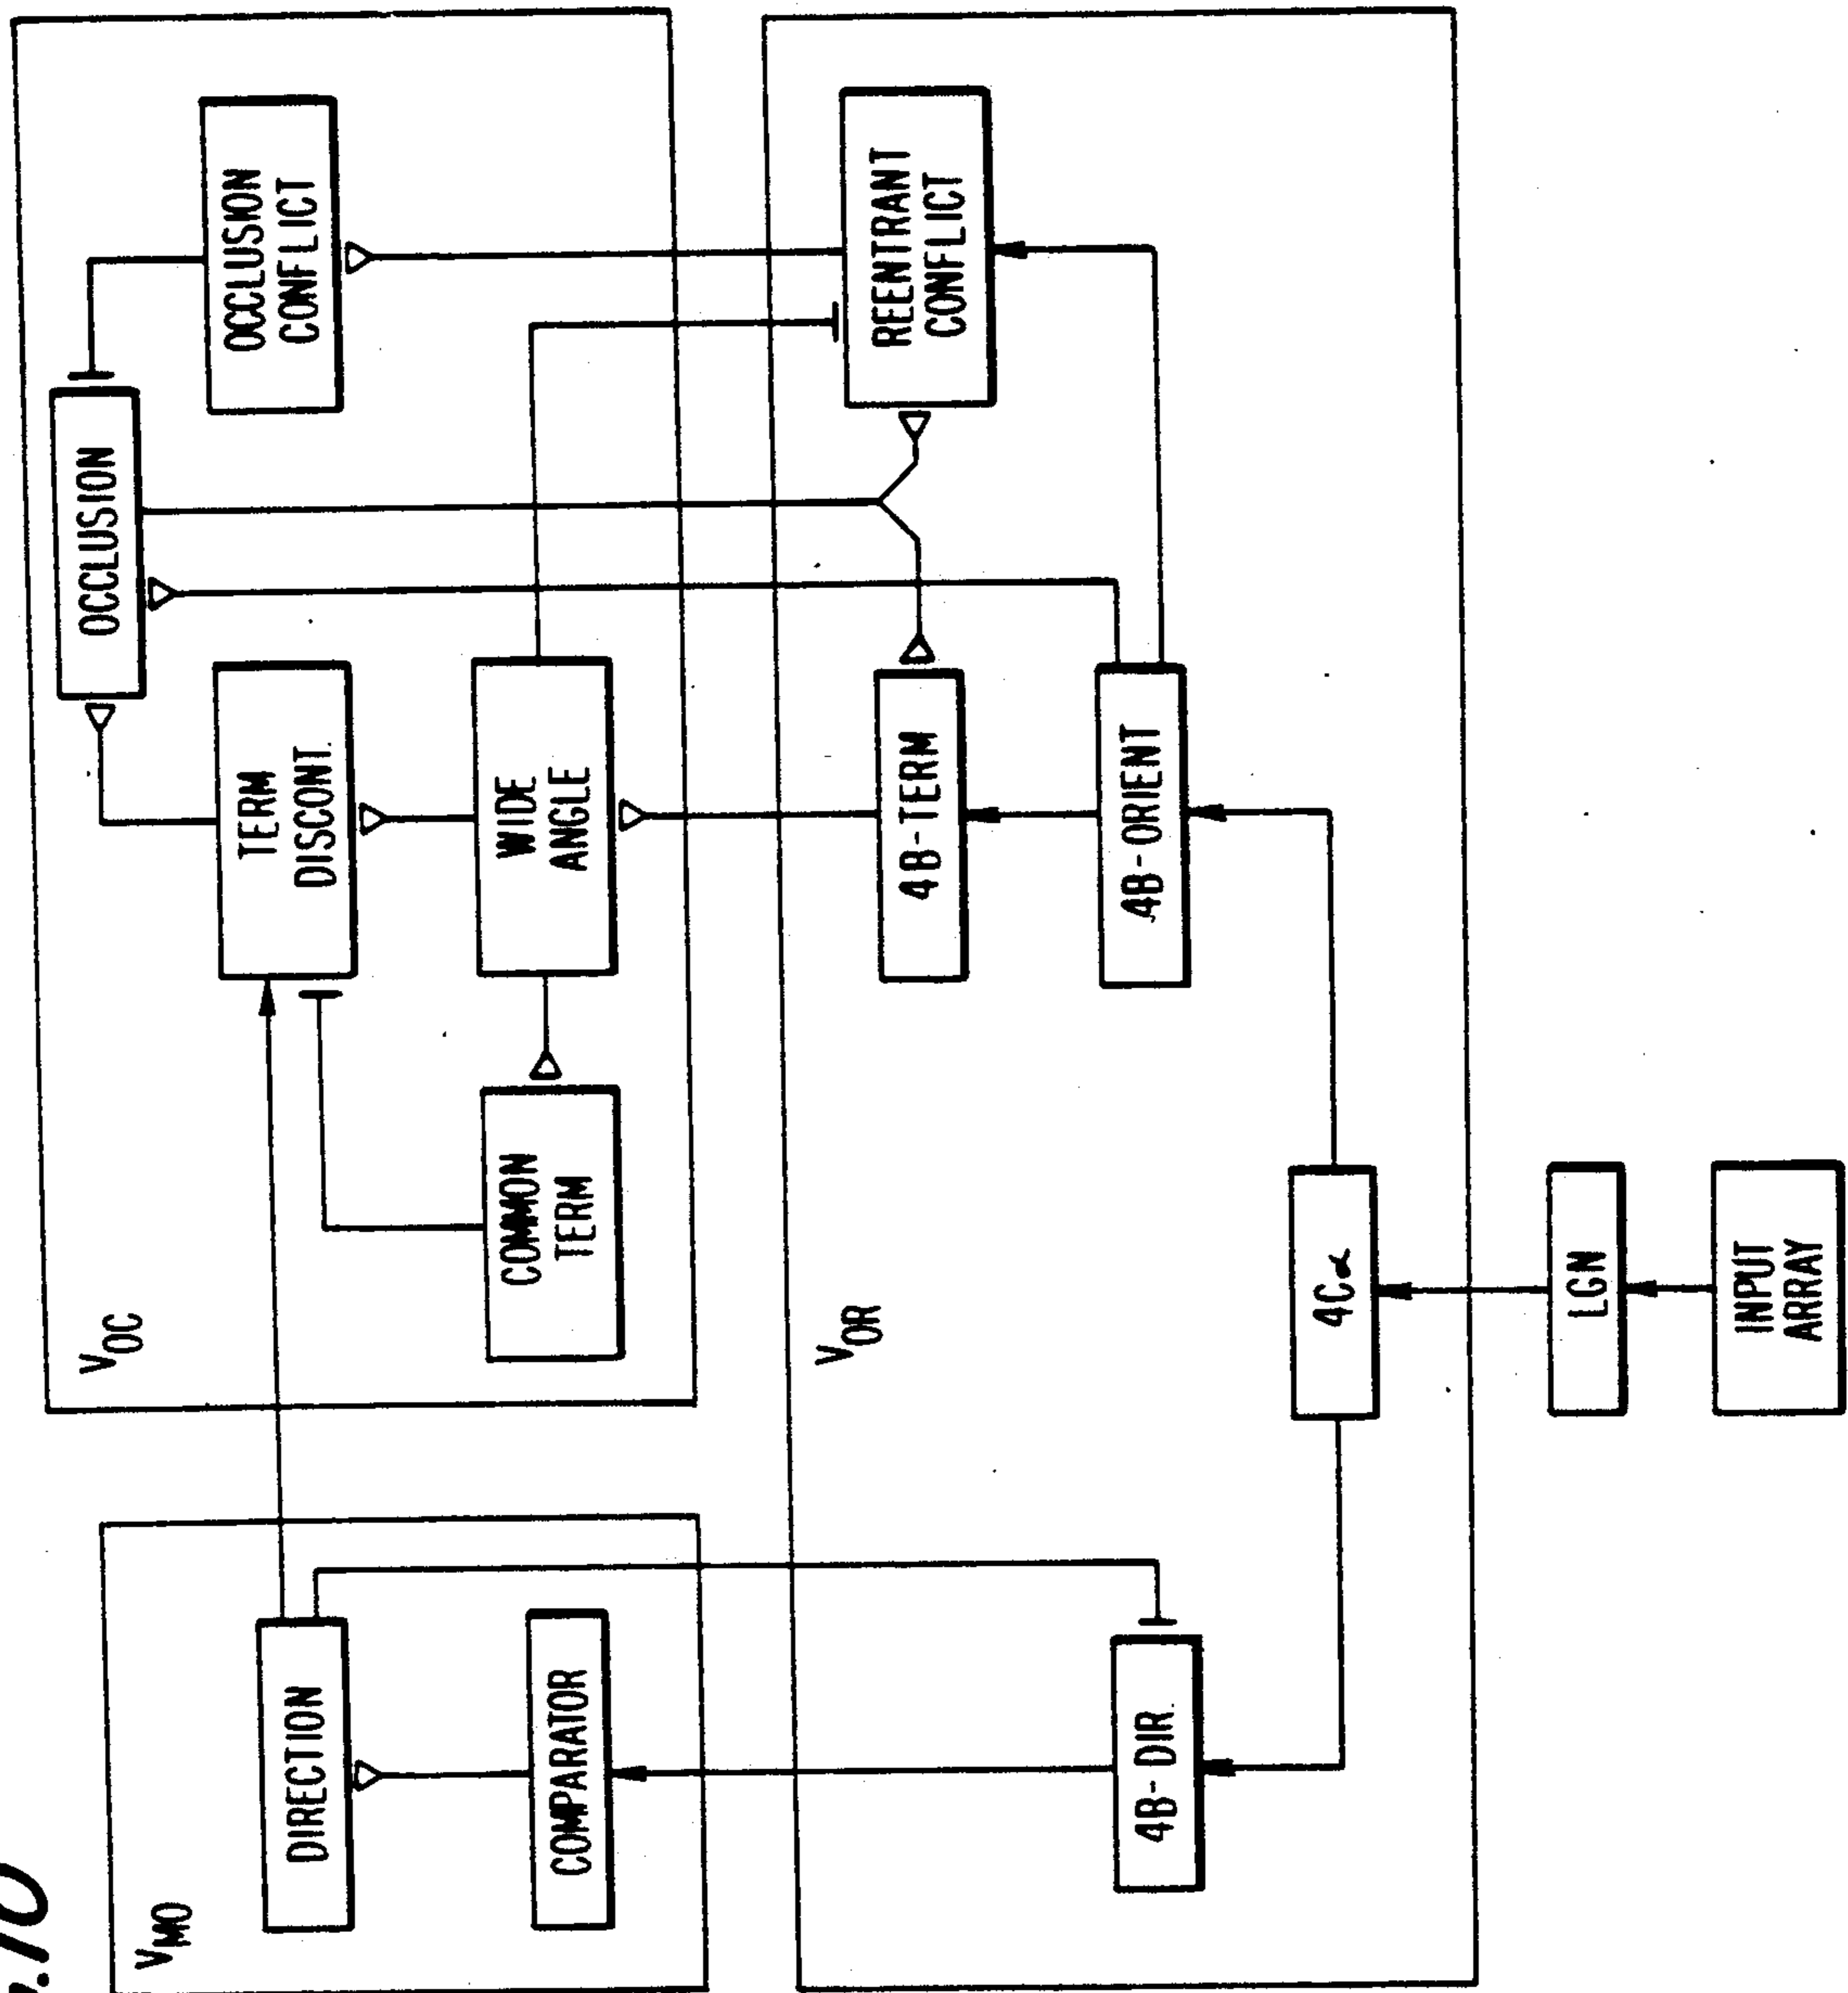 .10
V_MO
DIRECTION
COMPARATOR
V_OC
COMMON
TERM
TERM
DISCONT.
WIDE
ANGLE
OCCLUSION
OCCLUSION
CONFLICT
V_OR
4B-DIR.
4Cα
4B-TERM
4B-ORIENT
REENTRANT
CONFLICT
LGN
INPUT
ARRAY